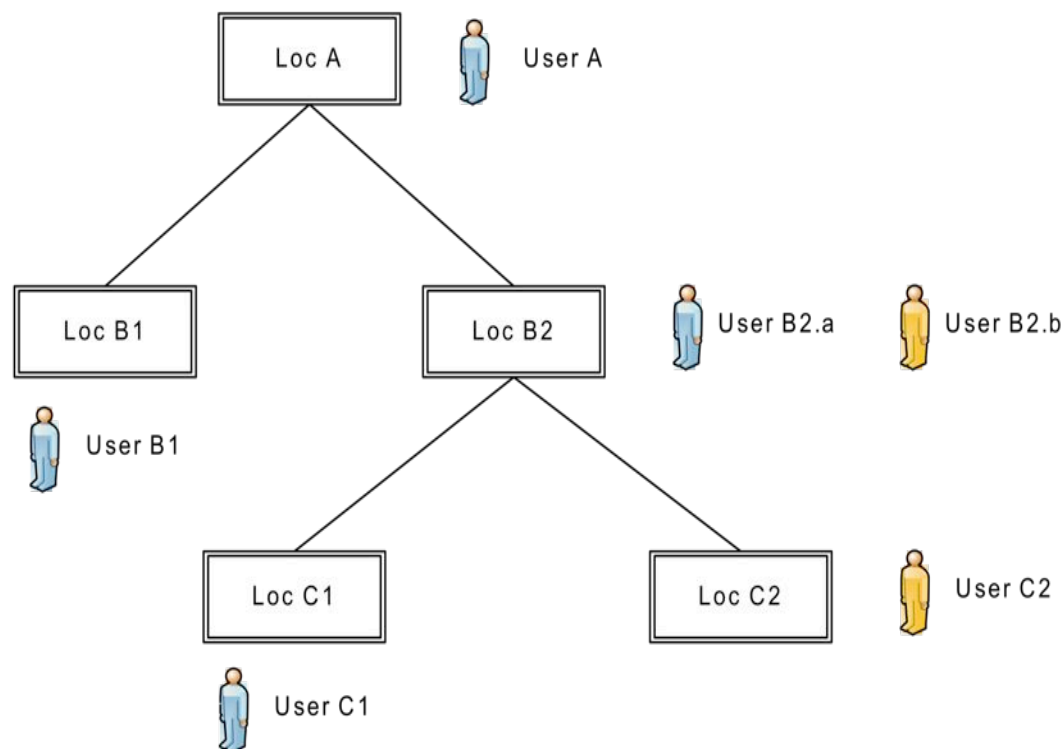 Loc A
User A
Loc B1
Loc B2
User B2.a
User B2.b
User B1
Loc C1
Loc C2
User C2
User C1